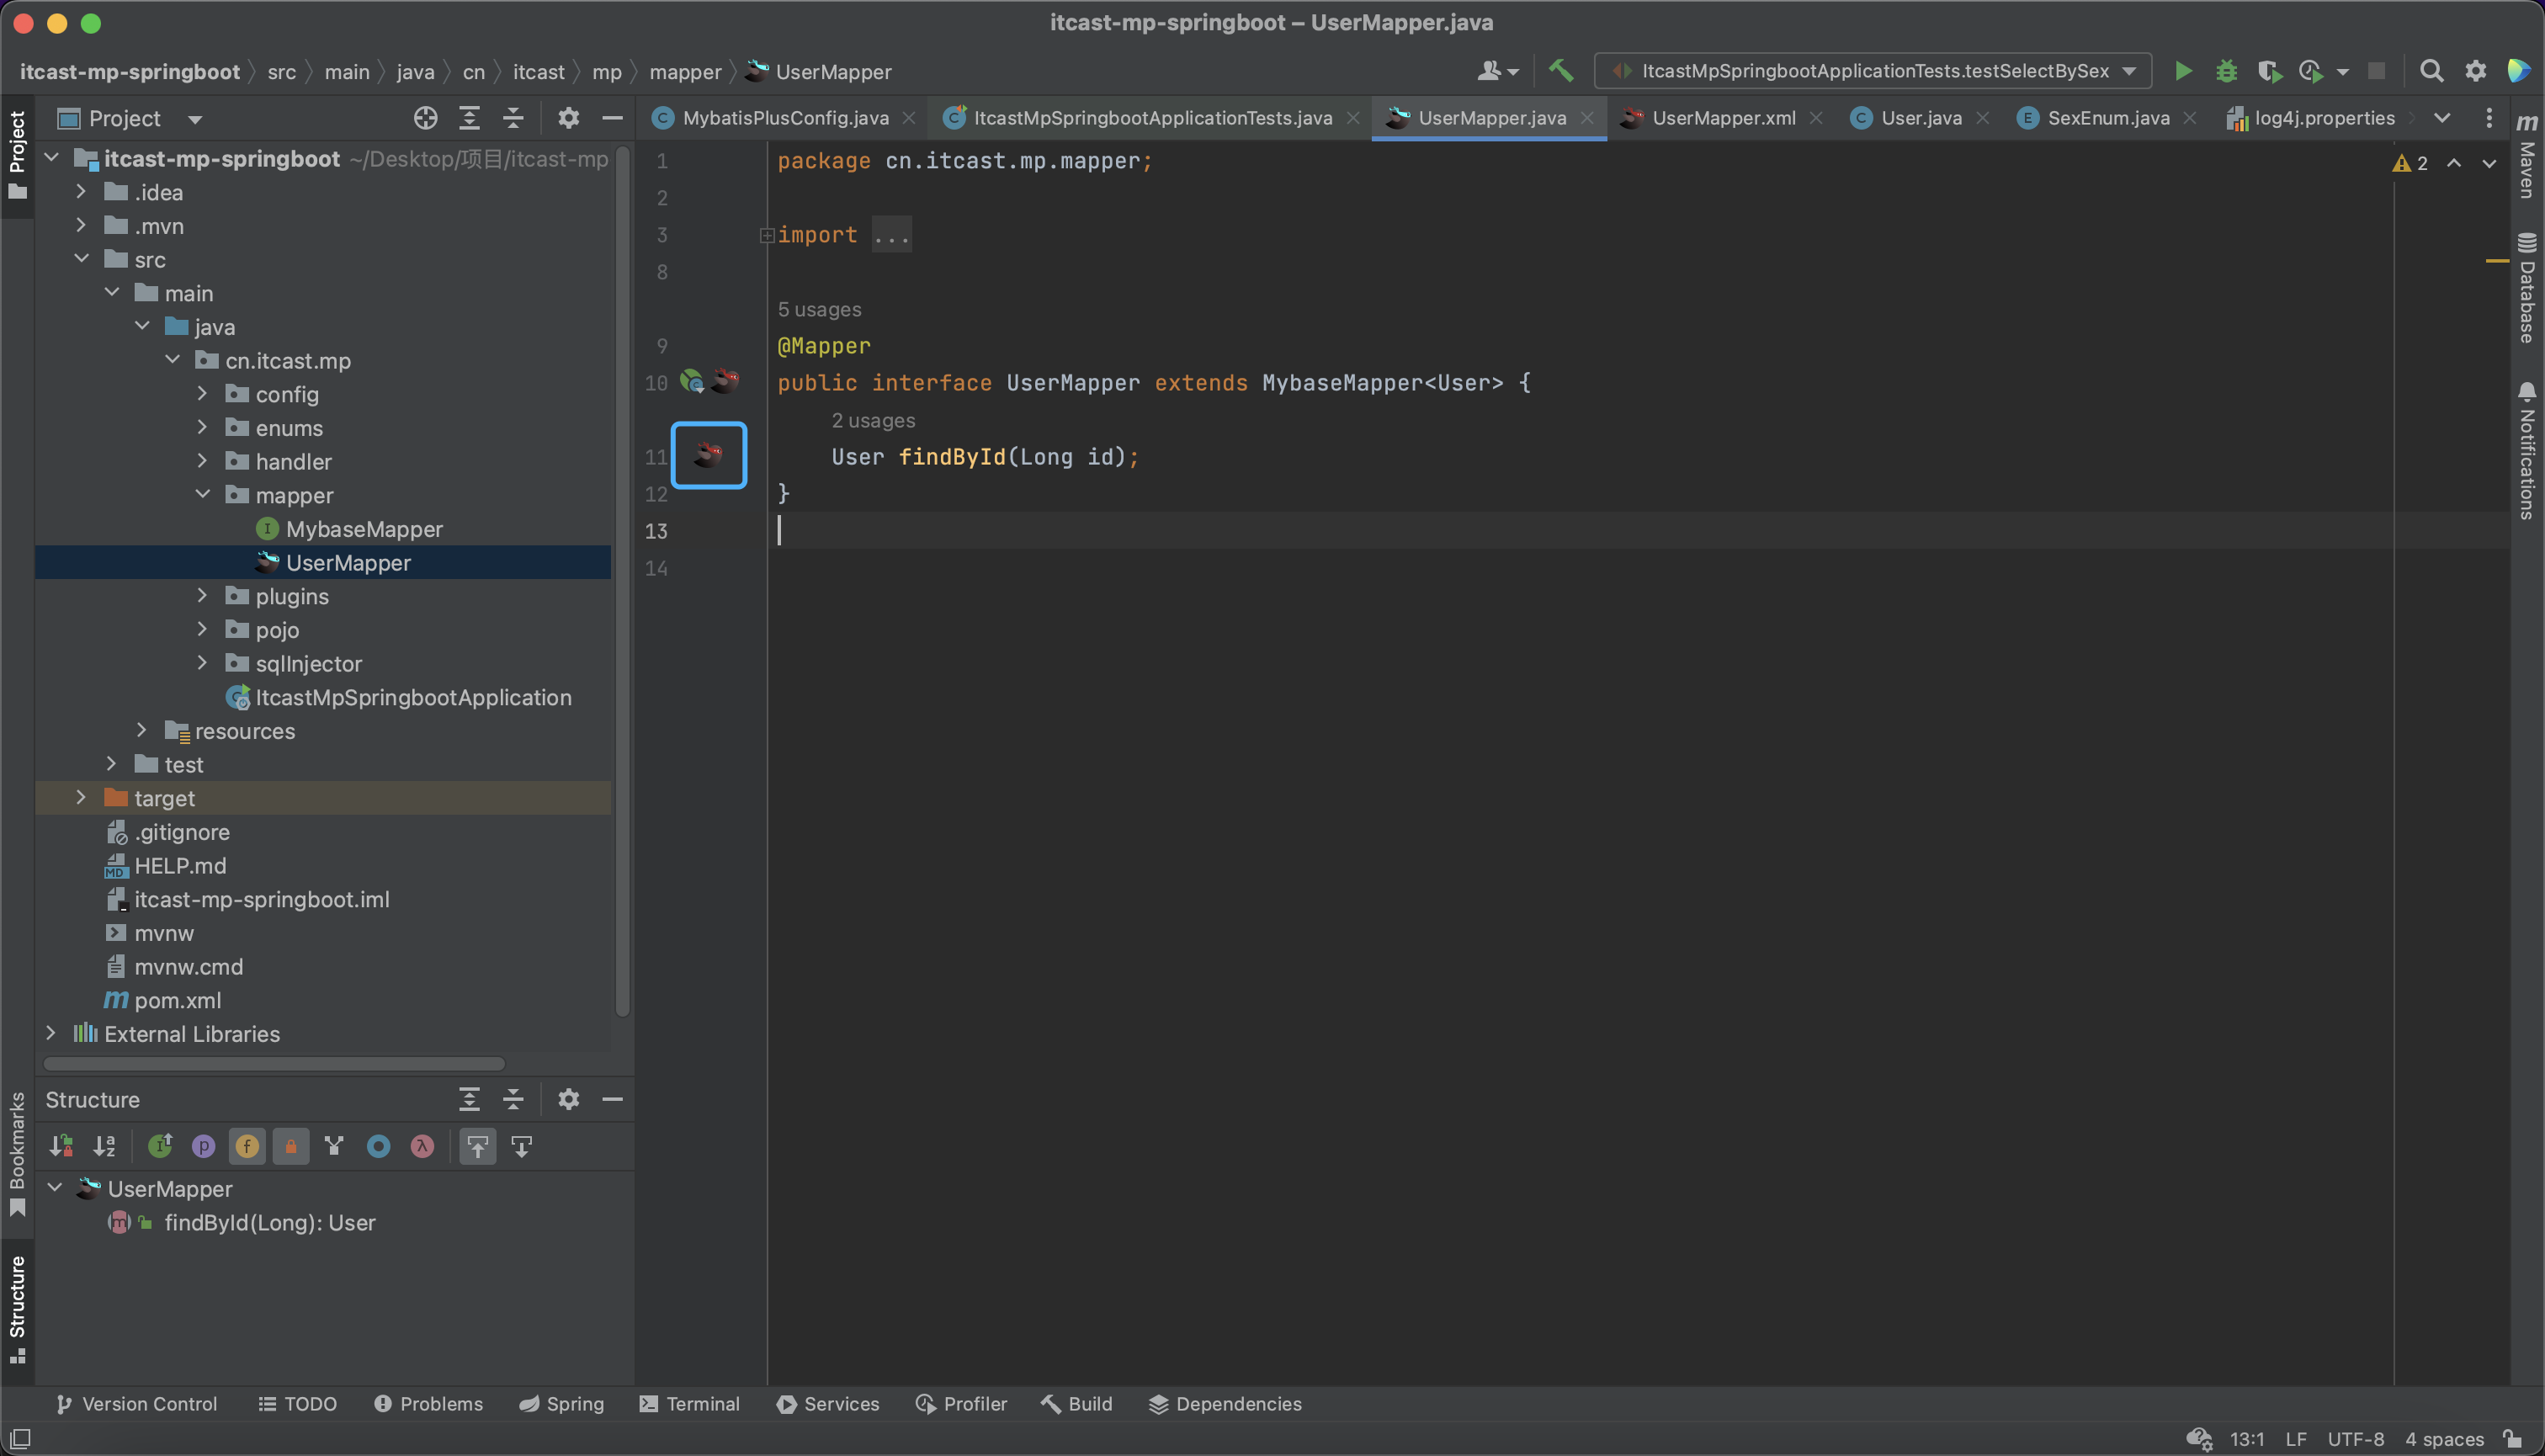 itcast-mp-springboot – UserMapper.java
itcast-mp-springboot src main java cn itcast mp mapper UserMapper
ItcastMpSpringbootApplicationTests.testSelectBySex
Project
MybatisPlusConfig.java
ItcastMpSpringbootApplicationTests.java
UserMapper.java
UserMapper.xml
User.java
SexEnum.java
log4j.properties
Project
itcast-mp-springboot ~/Desktop/项目/itcast-mp
.idea
.mvn
src
main
java
cn.itcast.mp
config
enums
handler
mapper
MybaseMapper
UserMapper
plugins
pojo
sqlInjector
ItcastMpSpringbootApplication
resources
test
target
.gitignore
HELP.md
itcast-mp-springboot.iml
mvnw
mvnw.cmd
pom.xml
External Libraries
1 package cn.itcast.mp.mapper;
2
3 import ...
8
5 usages
9 @Mapper
10 public interface UserMapper extends MybaseMapper<User> {
2 usages
11 User findById(Long id);
12 }
13
14
2
Maven
Database
Notifications
Structure
UserMapper
findById(Long): User
Bookmarks
Structure
Version Control
TODO
Problems
Spring
Terminal
Services
Profiler
Build
Dependencies
13:1 LF UTF-8 4 spaces